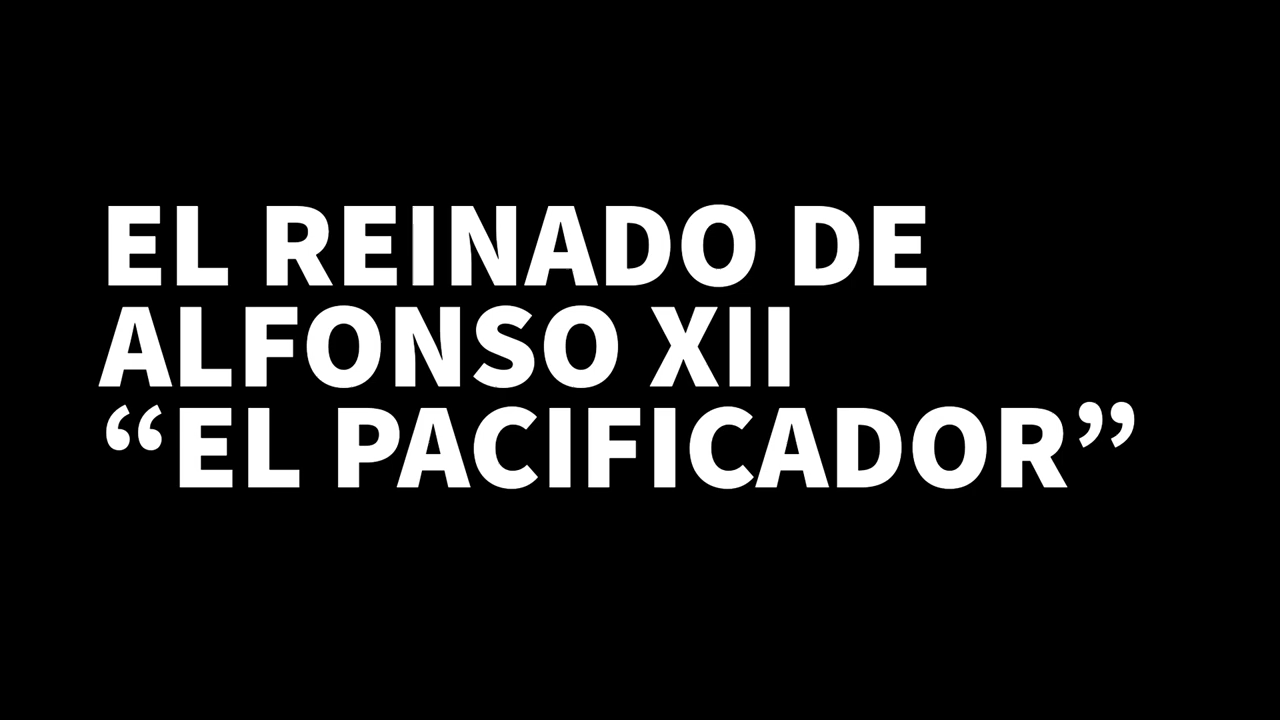 EL REINADO DE
ALFONSO XII
“EL PACIFICADOR”